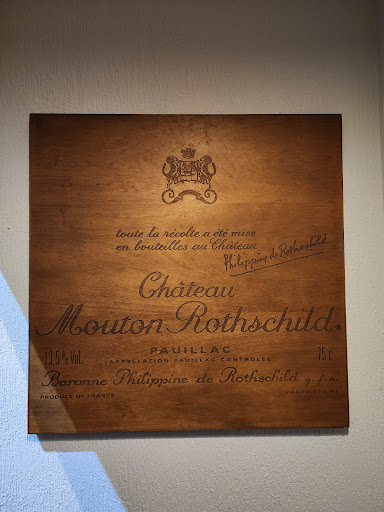 toute la récolte a été mise
en bouteilles au Château
Philippine de Rothschild
Château
Mouton Rothschild
PAUILLAC
APPELLATION PAUILLAC CONTRÔLÉE
13,5% Vol. 75 cl
Baronne Philippine de Rothschild g.f.a.
PRODUCE OF FRANCE